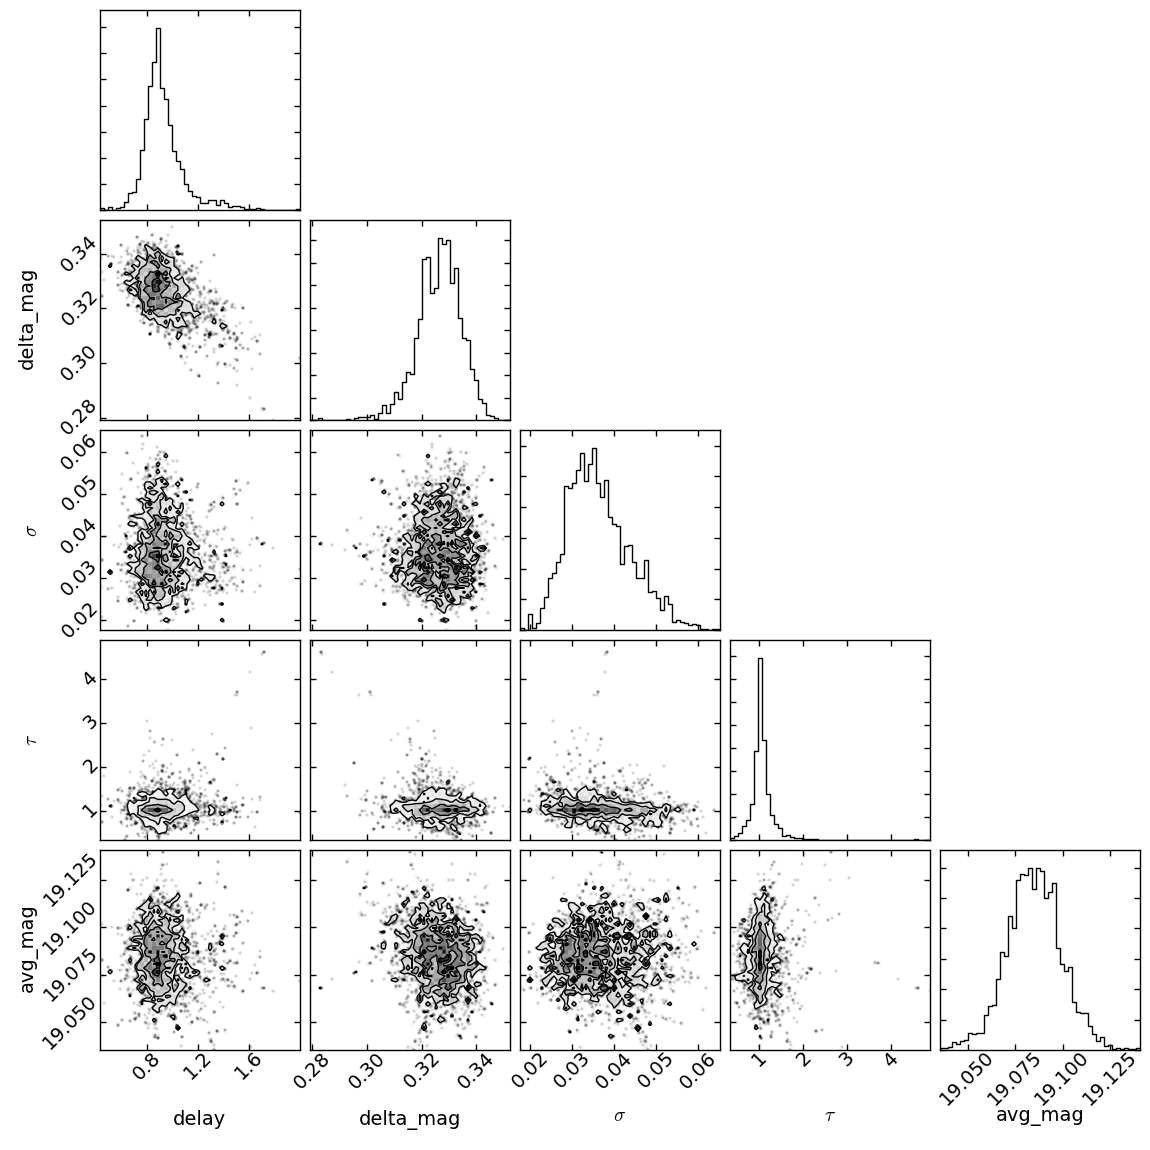 0.34
0.32
0.30
0.28
delta_mag
0.06
0.05
0.04
0.03
0.02
σ
4
3
2
1
τ
19.125
19.100
19.075
19.050
avg_mag
0.8 1.2 1.6
0.28 0.30 0.32 0.34
0.02 0.03 0.04 0.05 0.06
1 2 3 4
19.050 19.075 19.100 19.125
delay delta_mag σ τ avg_mag